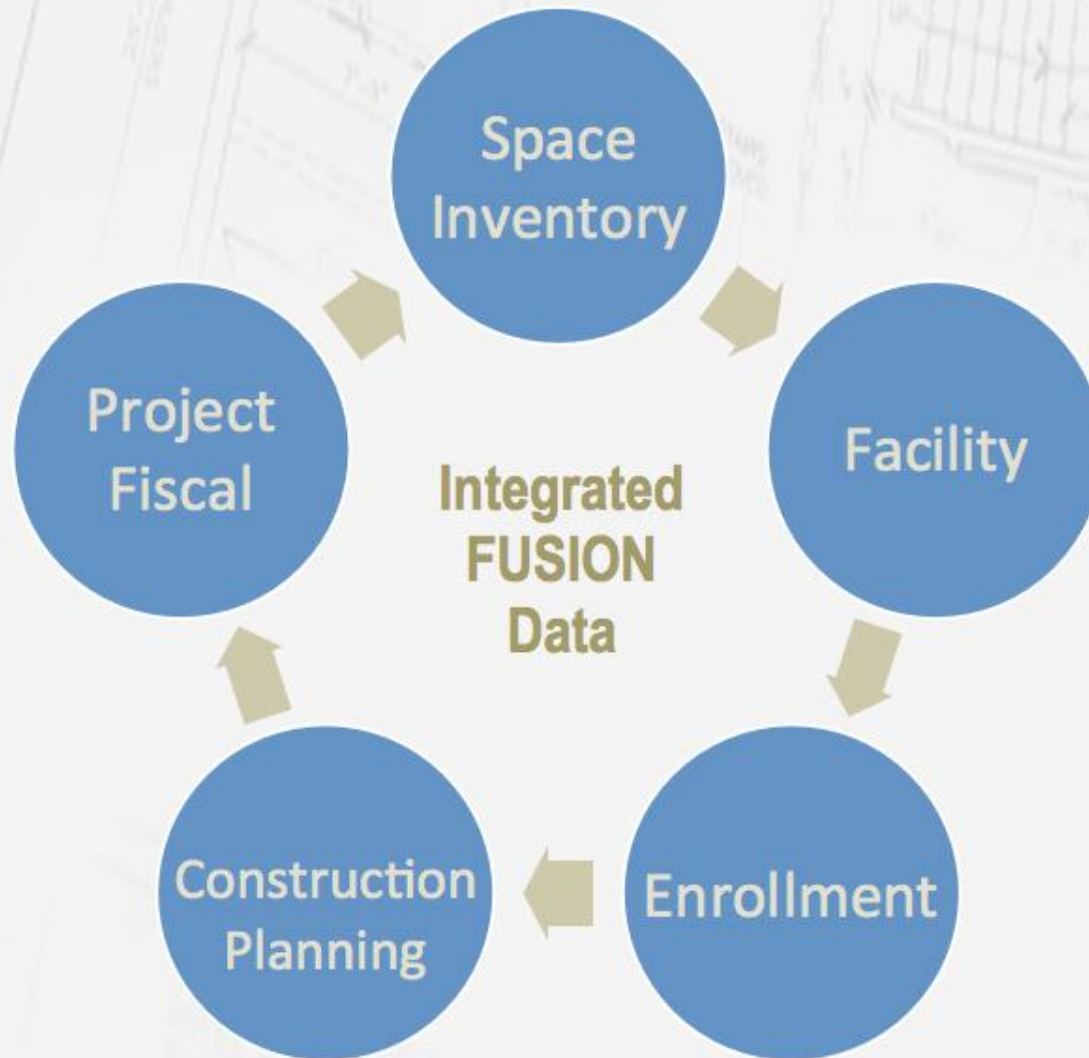 Space
Inventory
Project
Fiscal
Facility
Integrated
FUSION
Data
Construction
Planning
Enrollment